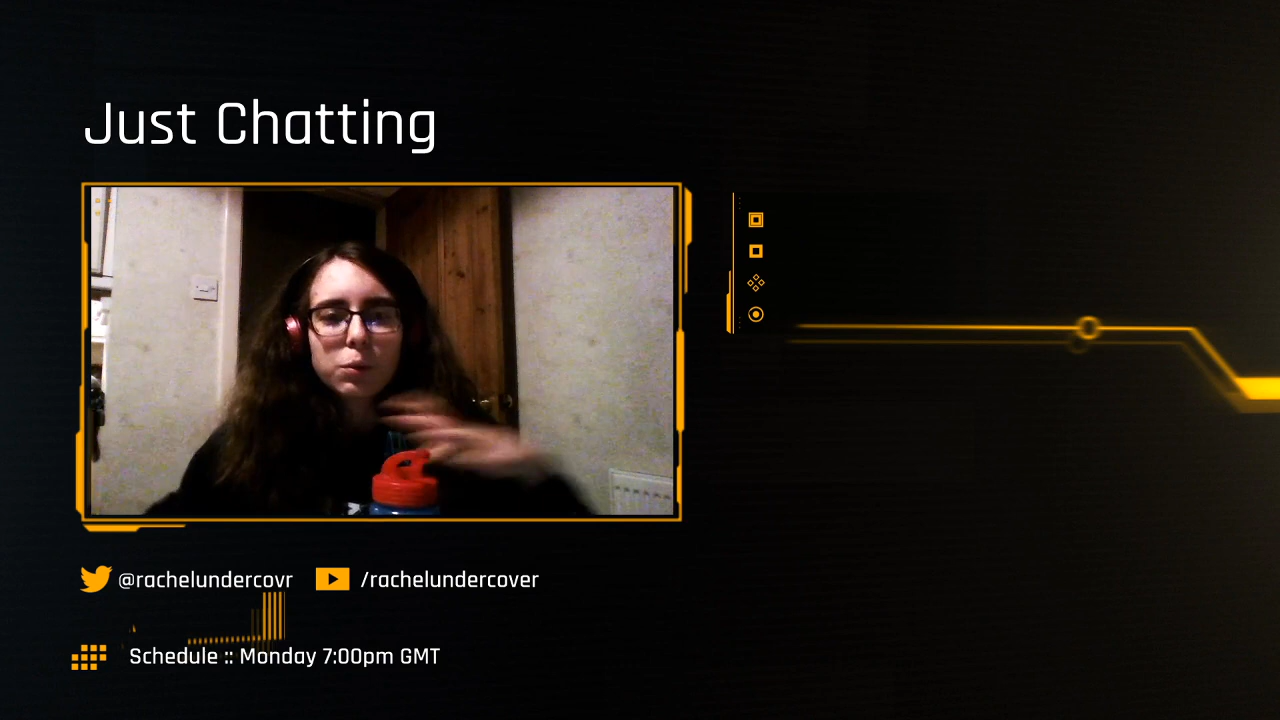 Just Chatting
@rachelundercovr /rachelundercover
Schedule :: Monday 7:00pm GMT